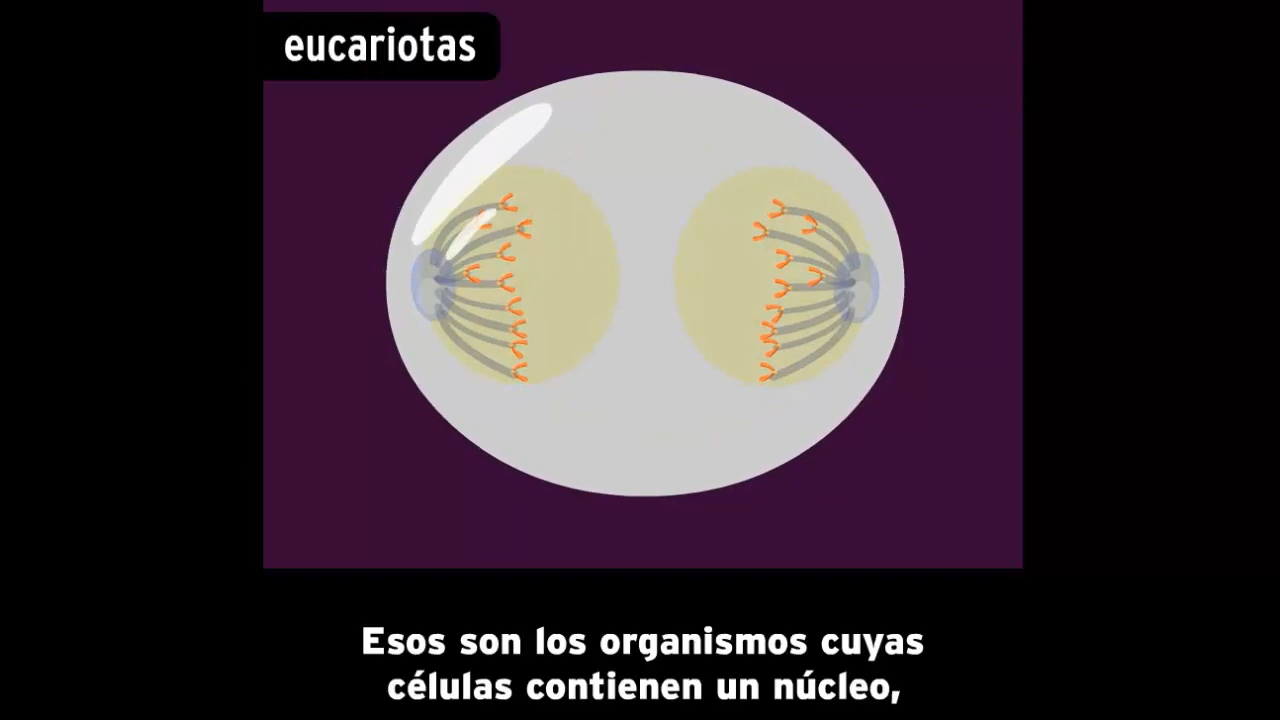 eucariotas
Esos son los organismos cuyas
células contienen un núcleo,